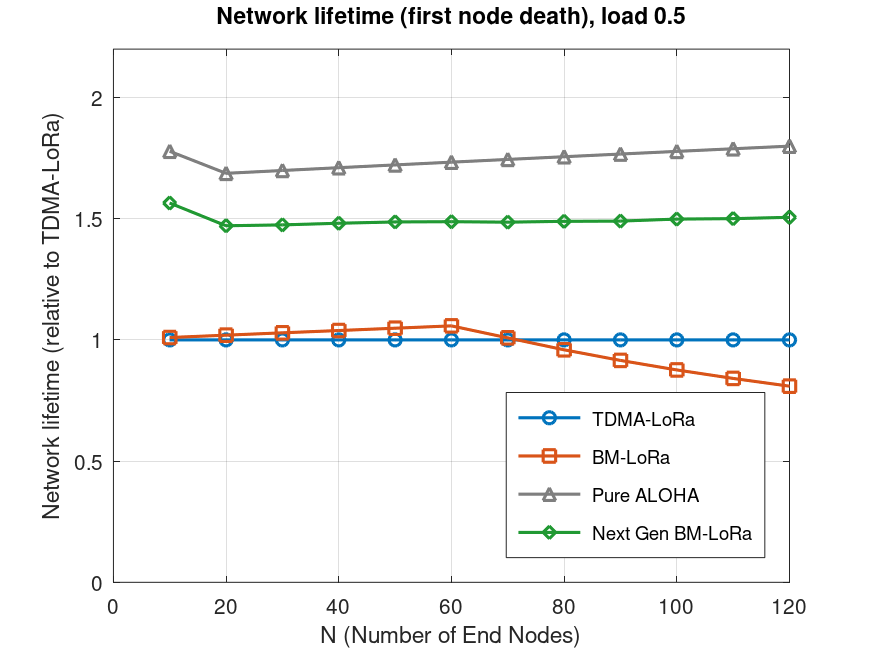 Network lifetime (first node death), load 0.5
Network lifetime (relative to TDMA-LoRa)
2
1.5
1
0.5
0
0
20
40
60
80
100
120
N (Number of End Nodes)
TDMA-LoRa
BM-LoRa
Pure ALOHA
Next Gen BM-LoRa